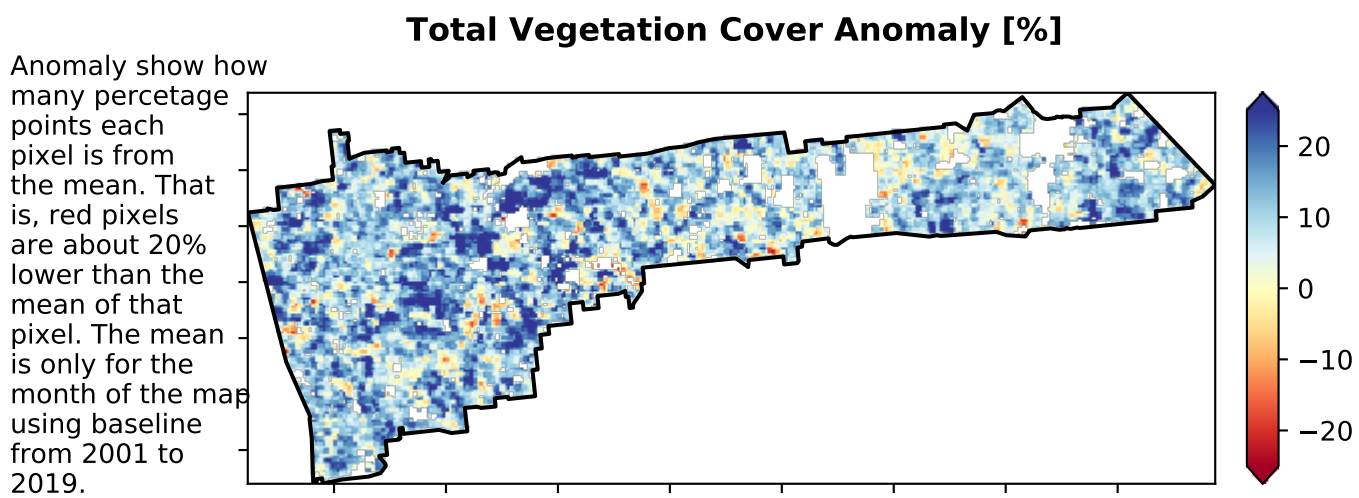 Total Vegetation Cover Anomaly [%]
Anomaly show how
many percetage
points each
pixel is from
the mean. That
is, red pixels
are about 20%
lower than the
mean of that
pixel. The mean
is only for the
month of the map
using baseline
from 2001 to
2019.
20
10
0
−10
−20